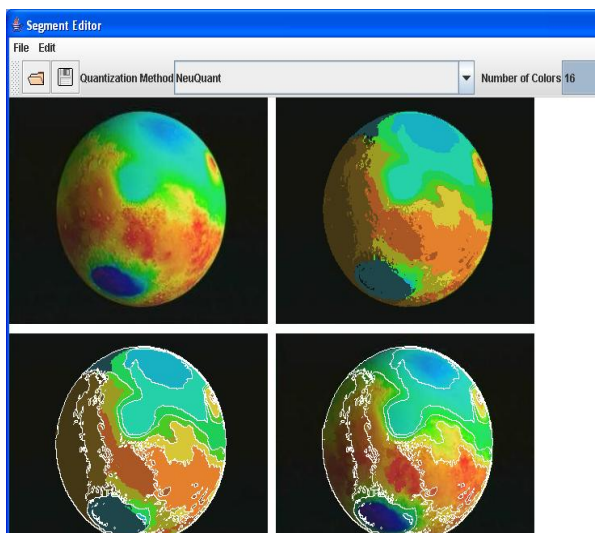 Segment Editor
File Edit
Quantization Method NeuQuant Number of Colors 16